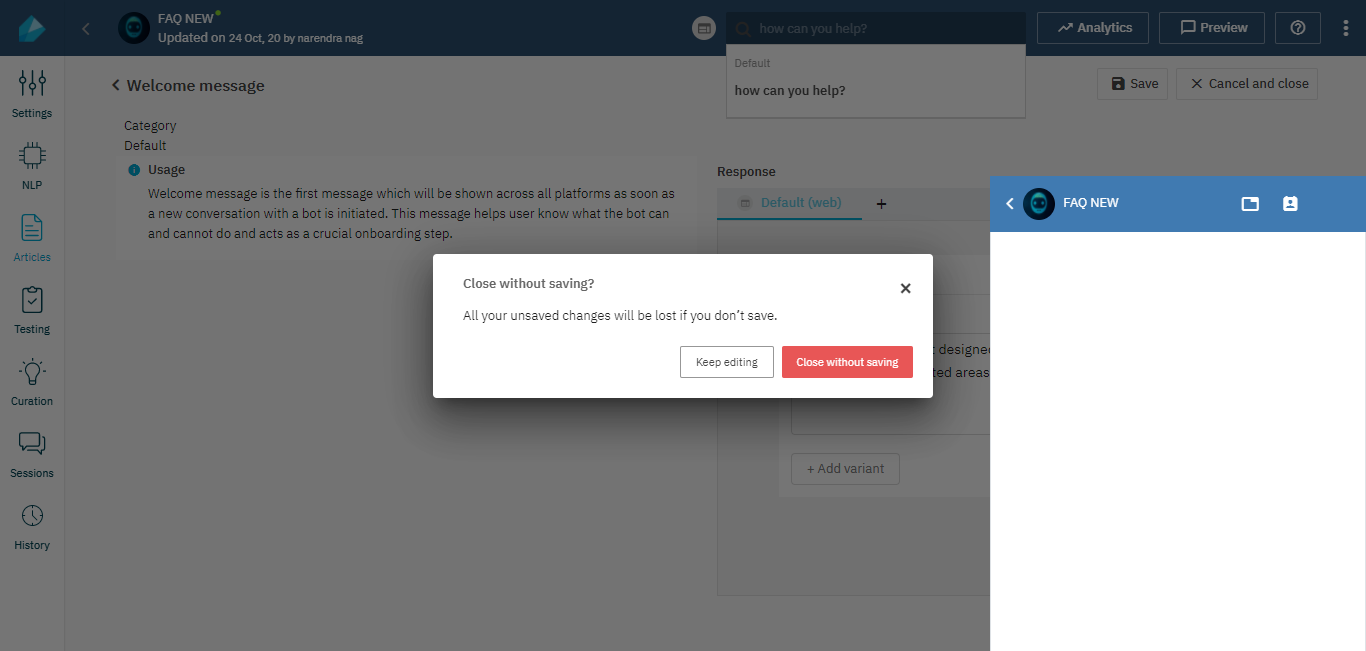 FAQ NEW
Updated on 24 Oct, 20 by narendra nag
how can you help?
Analytics
Preview
Default
how can you help?
Settings
NLP
Articles
Testing
Curation
Sessions
History
Welcome message
Save
Cancel and close
Category
Default
Usage
Welcome message is the first message which will be shown across all platforms as soon as
a new conversation with a bot is initiated. This message helps user know what the bot can
and cannot do and acts as a crucial onboarding step.
Response
Default (web)
+
FAQ NEW
Close without saving?
All your unsaved changes will be lost if you don't save.
Keep editing
Close without saving
designed
ted areas
+ Add variant